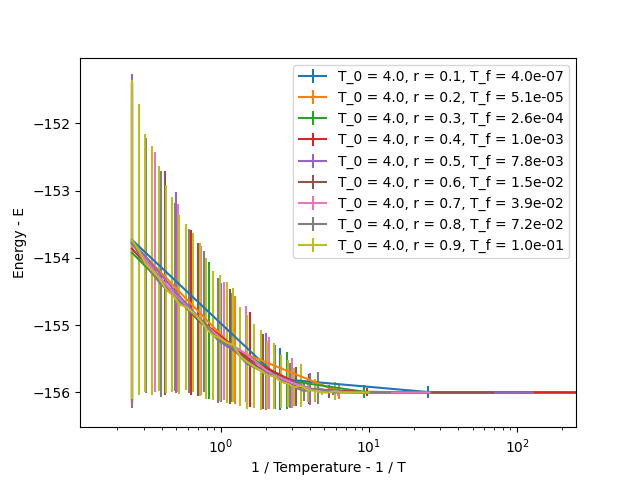 T_0 = 4.0, r = 0.1, T_f = 4.0e-07
T_0 = 4.0, r = 0.2, T_f = 5.1e-05
T_0 = 4.0, r = 0.3, T_f = 2.6e-04
T_0 = 4.0, r = 0.4, T_f = 1.0e-03
T_0 = 4.0, r = 0.5, T_f = 7.8e-03
T_0 = 4.0, r = 0.6, T_f = 1.5e-02
T_0 = 4.0, r = 0.7, T_f = 3.9e-02
T_0 = 4.0, r = 0.8, T_f = 7.2e-02
T_0 = 4.0, r = 0.9, T_f = 1.0e-01
Energy - E
−152
−153
−154
−155
−156
10⁰
10¹
10²
1 / Temperature - 1 / T